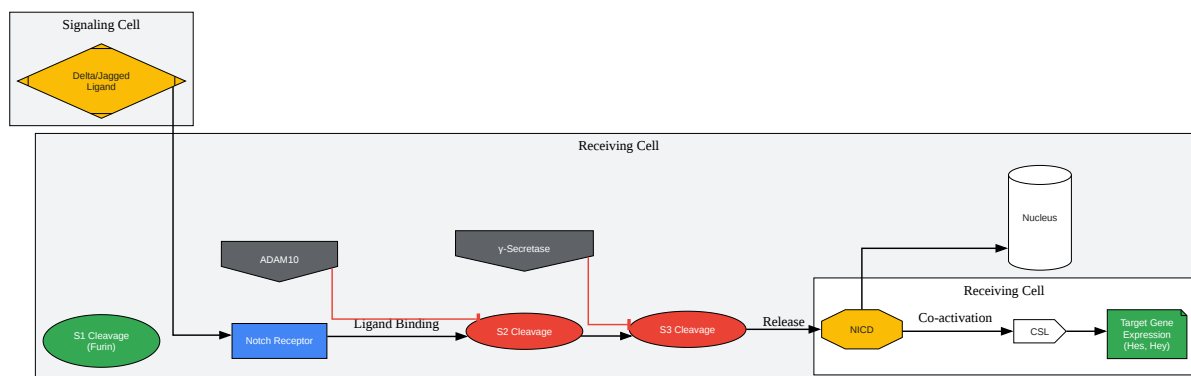 Signaling Cell
Delta/Jagged
Ligand
Receiving Cell
Nucleus
ADAM10
γ-Secretase
Receiving Cell
S1 Cleavage
(Furin)
Notch Receptor
Ligand Binding
S2 Cleavage
S3 Cleavage
Release
NICD
Co-activation
CSL
Target Gene
Expression
(Hes, Hey)